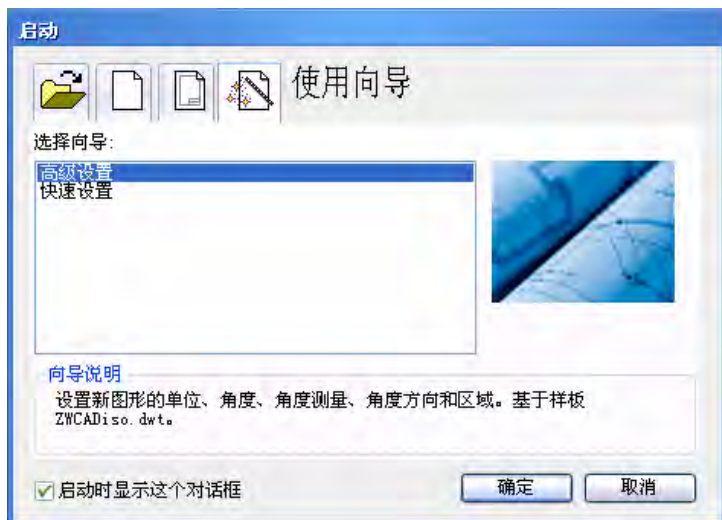 启动
使用向导
选择向导:
高级设置
快速设置
向导说明
设置新图形的单位、角度、角度测量、角度方向和区域。基于样板
ZWCADiso.dwt。
启动时显示这个对话框
确定
取消